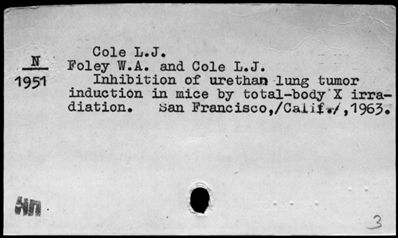 Cole L.J.
N
Foley W.A. and Cole L.J.
1951
Inhibition of urethan lung tumor
induction in mice by total-body X irra-
diation. San Francisco,/Calif./,1963.
3